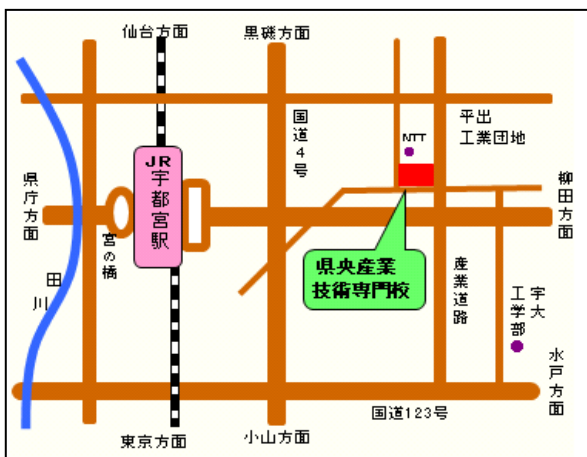 仙台方面
黒磯方面
国道4号
NTT
平出
工業団地
県庁方面
JR
宇都宮駅
宮の橋
柳田方面
県央産業
技術専門校
田川
産業道路
宇大
工学部
水戸方面
国道123号
東京方面
小山方面